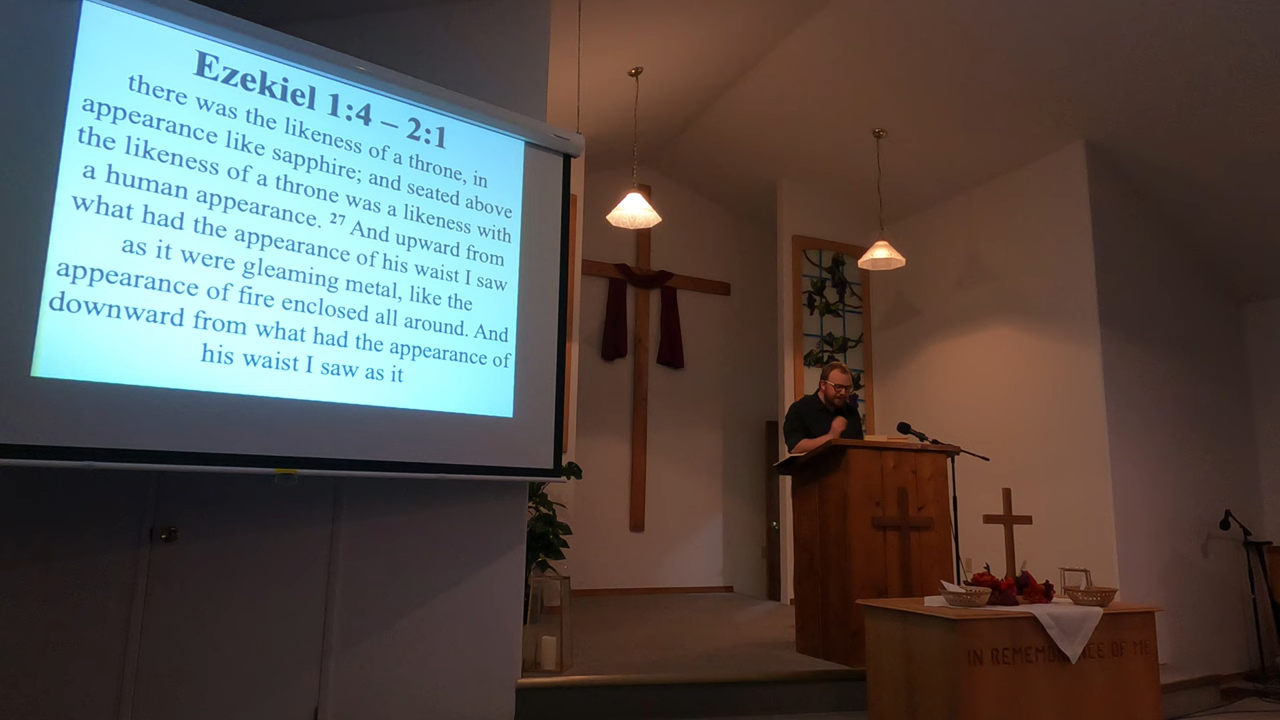 Ezekiel 1:4 – 2:1
there was the likeness of a throne, in
appearance like sapphire; and seated above
the likeness of a throne was a likeness with
a human appearance. 27 And upward from
what had the appearance of his waist I saw
as it were gleaming metal, like the
appearance of fire enclosed all around. And
downward from what had the appearance of
his waist I saw as it
IN REMEMBRANCE OF ME